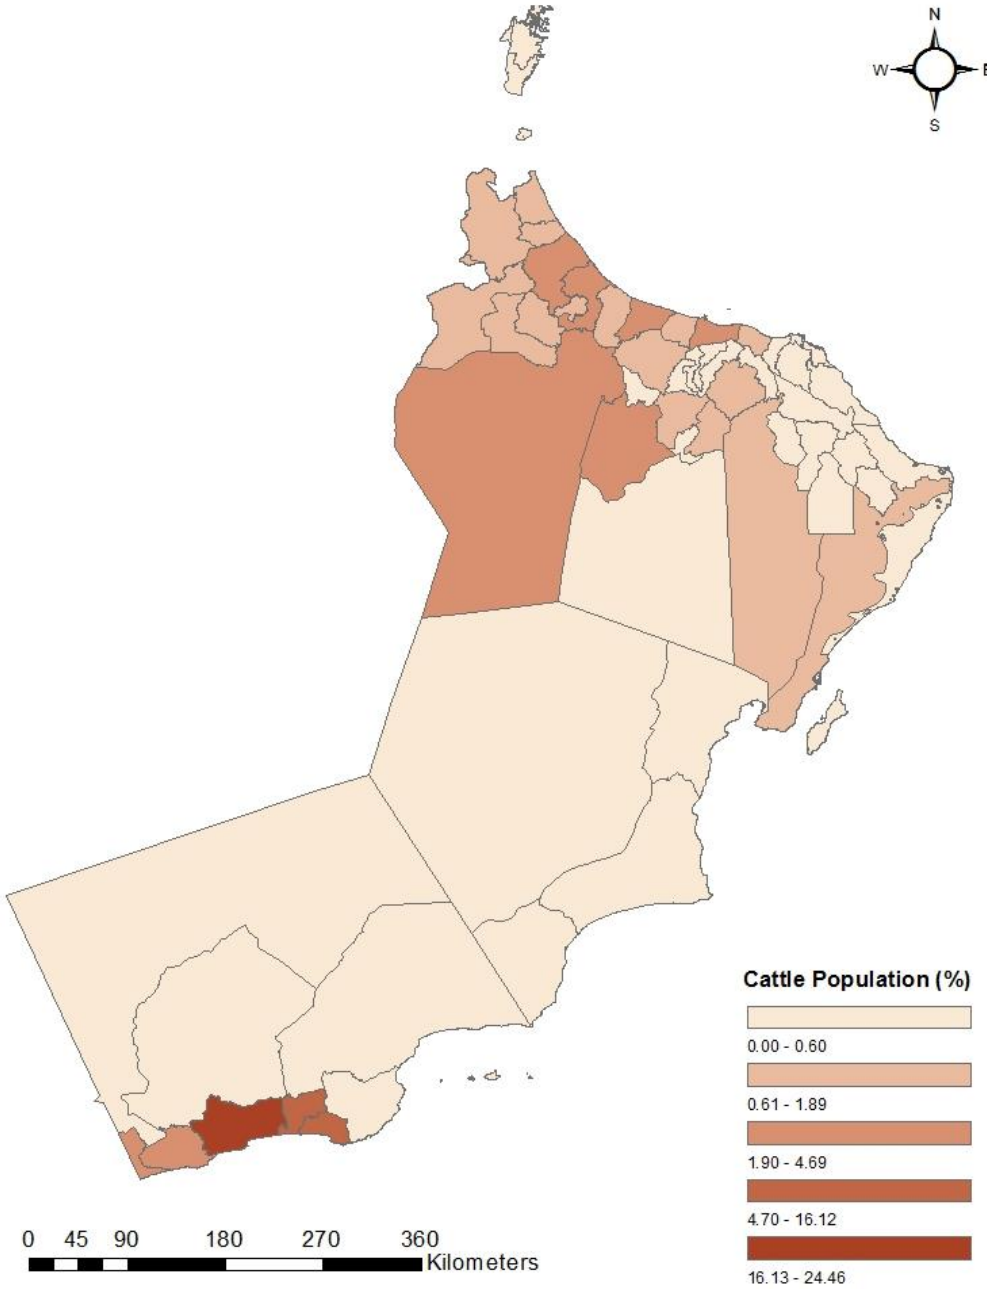 N
W E
S
Cattle Population (%)
0.00 - 0.60
0.61 - 1.89
1.90 - 4.69
4.70 - 16.12
16.13 - 24.46
0 45 90 180 270 360
Kilometers